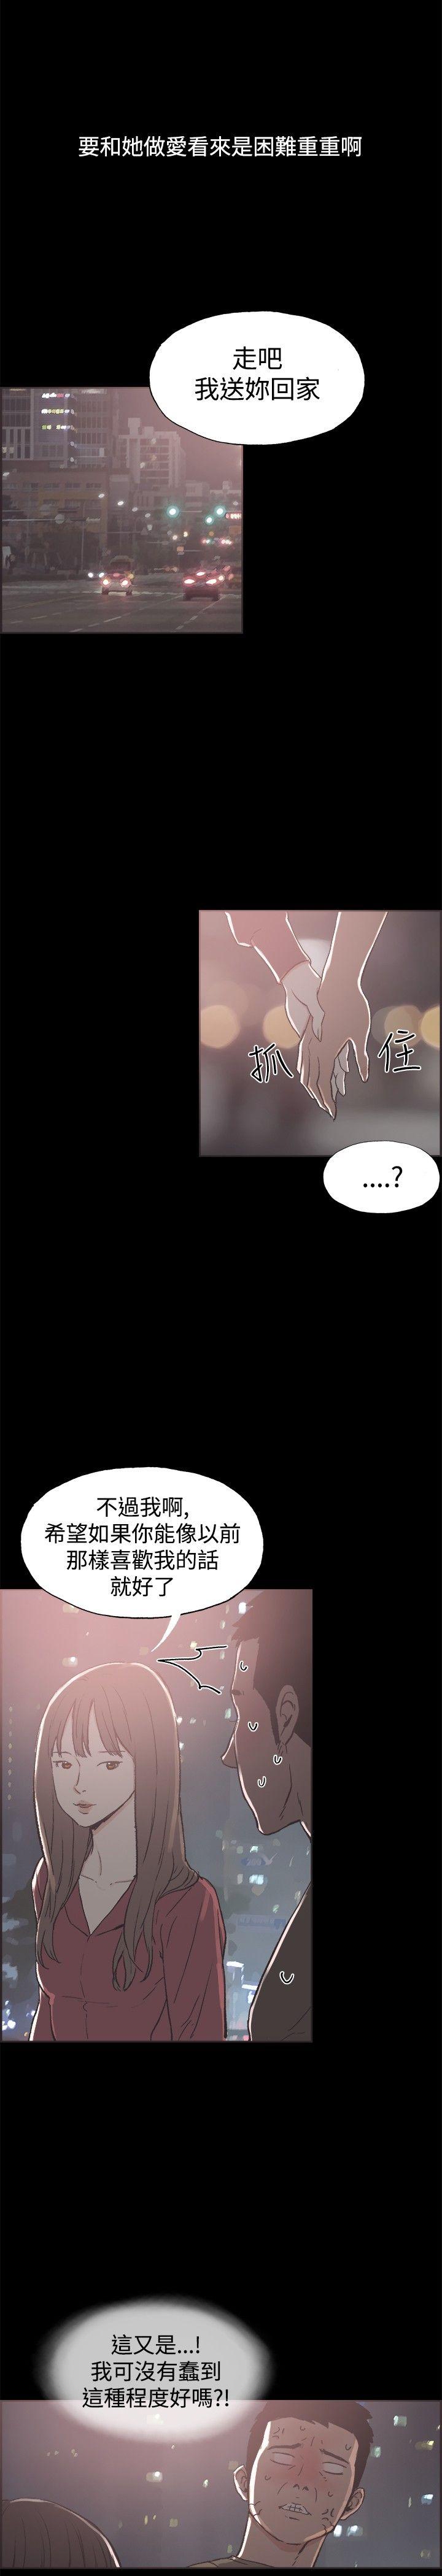 要和她做愛看來是困難重重啊
走吧
我送妳回家
抓 住
....?
不過我啊,
希望如果你能像以前
那樣喜歡我的話
就好了
這又是...!
我可沒有蠢到
這種程度好嗎?!